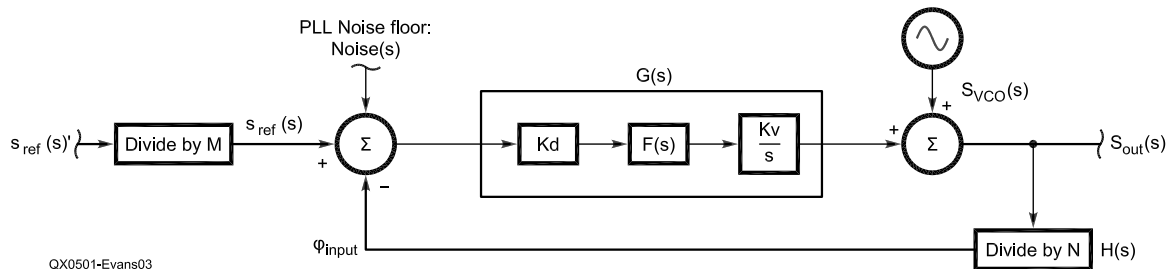 PLL Noise floor:
Noise(s)
G(s)
S_VCO(s)
+
s_ref (s)'
Divide by M
s_ref (s)
+
Σ
Kd
F(s)
Kv
s
+
Σ
S_out(s)
−
φ_input
Divide by N
H(s)
QX0501-Evans03